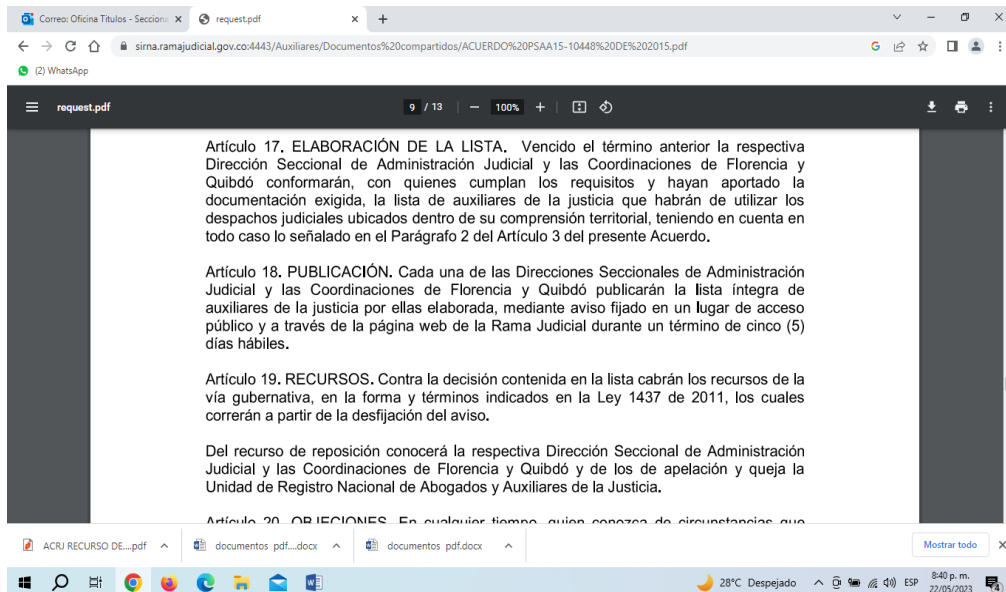 Correo: Oficina Titulos - Secciona
request.pdf
sirna.ramajudicial.gov.co:4443/Auxiliares/Documentos%20compartidos/ACUERDO%20PSAA15-10448%20DE%202015.pdf
(2) WhatsApp
request.pdf
9 / 13
100%
Artículo 17. ELABORACIÓN DE LA LISTA. Vencido el término anterior la respectiva
Dirección Seccional de Administración Judicial y las Coordinaciones de Florencia y
Quibdó conformarán, con quienes cumplan los requisitos y hayan aportado la
documentación exigida, la lista de auxiliares de la justicia que habrán de utilizar los
despachos judiciales ubicados dentro de su comprensión territorial, teniendo en cuenta en
todo caso lo señalado en el Parágrafo 2 del Artículo 3 del presente Acuerdo.
Artículo 18. PUBLICACIÓN. Cada una de las Direcciones Seccionales de Administración
Judicial y las Coordinaciones de Florencia y Quibdó publicarán la lista íntegra de
auxiliares de la justicia por ellas elaborada, mediante aviso fijado en un lugar de acceso
público y a través de la página web de la Rama Judicial durante un término de cinco (5)
días hábiles.
Artículo 19. RECURSOS. Contra la decisión contenida en la lista cabrán los recursos de la
vía gubernativa, en la forma y términos indicados en la Ley 1437 de 2011, los cuales
correrán a partir de la desfijación del aviso.
Del recurso de reposición conocerá la respectiva Dirección Seccional de Administración
Judicial y las Coordinaciones de Florencia y Quibdó y de los de apelación y queja la
Unidad de Registro Nacional de Abogados y Auxiliares de la Justicia.
Artículo 20. OBJECIONES. En cualquier tiempo, quien conozca de circunstancias que
ACRJ RECURSO DE....pdf
documentos pdf....docx
documentos pdf.docx
Mostrar todo
28°C Despejado
ESP
8:40 p. m.
22/05/2023
4